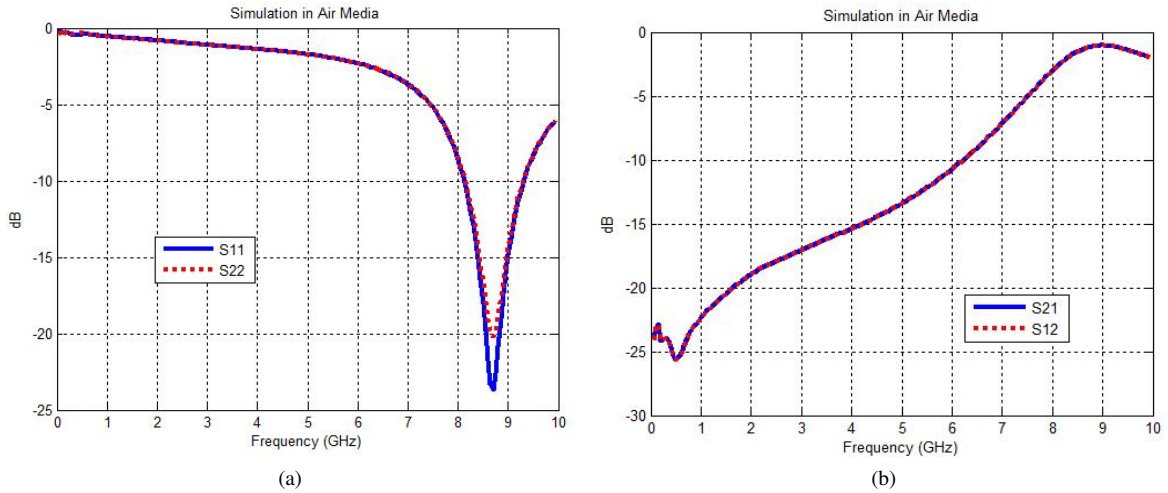 Simulation in Air Media
0
-5
-10
-15
-20
-25
dB
S11
S22
0 1 2 3 4 5 6 7 8 9 10
Frequency (GHz)
(a)
Simulation in Air Media
0
-5
-10
-15
-20
-25
-30
dB
S21
S12
0 1 2 3 4 5 6 7 8 9 10
Frequency (GHz)
(b)